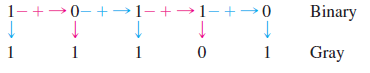 1 – + → 0 – + → 1 – + → 1 – + → 0 Binary
↓ ↓ ↓ ↓ ↓
1 1 1 0 1 Gray